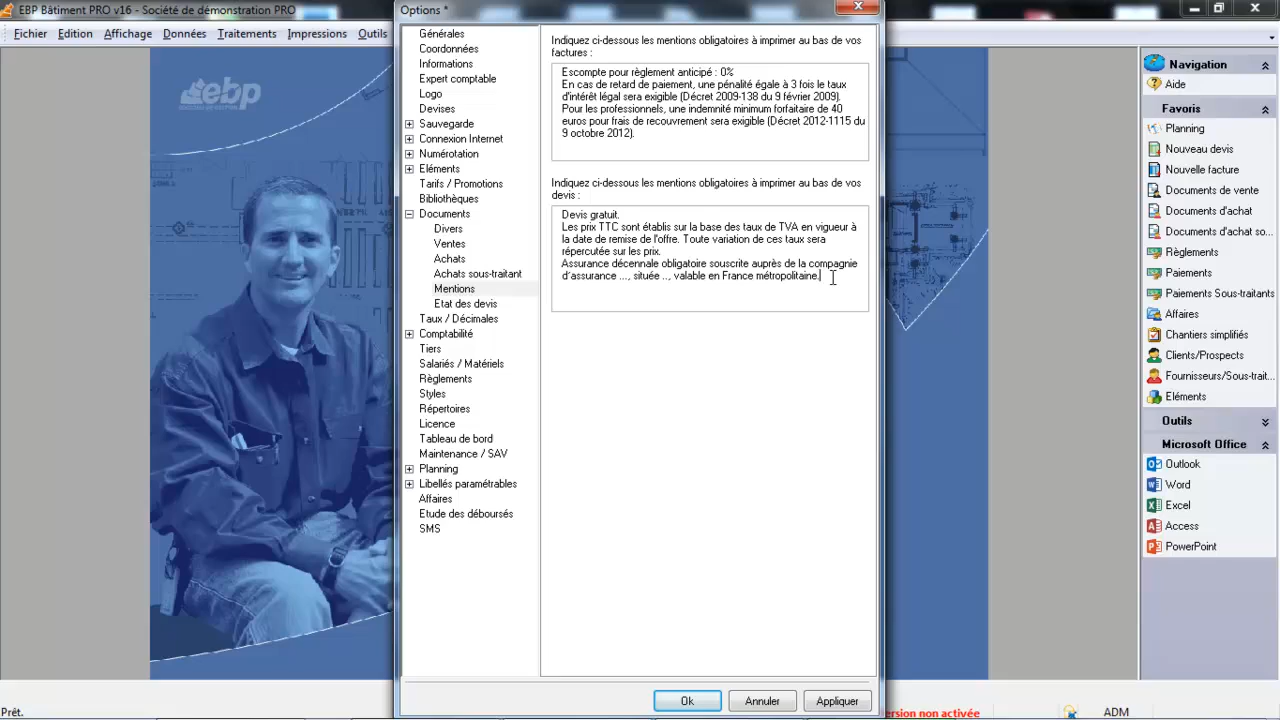 EBP Bâtiment PRO v16 - Société de démonstration PRO
Options *
Fichier Edition Affichage Données Traitements Impressions Outils
ebp
Générales
Coordonnées
Informations
Expert comptable
Logo
Devises
Sauvegarde
Connexion Internet
Numérotation
Eléments
Tarifs / Promotions
Bibliothèques
Documents
Divers
Ventes
Achats
Achats sous-traitant
Mentions
Etat des devis
Taux / Décimales
Comptabilité
Tiers
Salariés / Matériels
Règlements
Styles
Répertoires
Licence
Tableau de bord
Maintenance / SAV
Planning
Libellés paramétrables
Affaires
Etude des déboursés
SMS
Indiquez ci-dessous les mentions obligatoires à imprimer au bas de vos
factures :
Escompte pour règlement anticipé : 0%
En cas de retard de paiement, une pénalité égale à 3 fois le taux
d'intérêt légal sera exigible (Décret 2009-138 du 9 février 2009).
Pour les professionnels, une indemnité minimum forfaitaire de 40
euros pour frais de recouvrement sera exigible (Décret 2012-1115 du
9 octobre 2012).
Indiquez ci-dessous les mentions obligatoires à imprimer au bas de vos
devis :
Devis gratuit.
Les prix TTC sont établis sur la base des taux de TVA en vigueur à
la date de remise de l'offre. Toute variation de ces taux sera
répercutée sur les prix.
Assurance décennale obligatoire souscrite auprès de la compagnie
d'assurance ..., située .., valable en France métropolitaine.
Ok Annuler Appliquer
Navigation
Aide
Favoris
Planning
Nouveau devis
Nouvelle facture
Documents de vente
Documents d'achat
Documents d'achat so...
Règlements
Paiements
Paiements Sous-traitants
Affaires
Chantiers simplifiés
Clients/Prospects
Fournisseurs/Sous-trait...
Eléments
Outils
Microsoft Office
Outlook
Word
Excel
Access
PowerPoint
Prêt.
ersion non activée
ADM